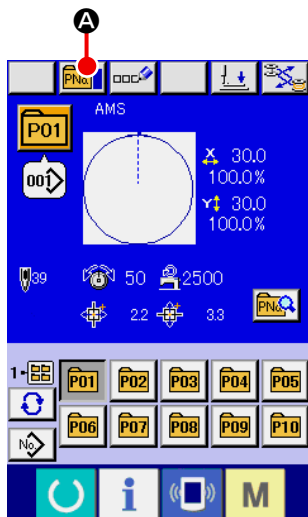 A
PNo.
P01
AMS
001
X 30.0
100.0%
Y 30.0
100.0%
39
50
2500
2.2
3.3
PNo.
1-
P01 P02 P03 P04 P05
No.
P06 P07 P08 P09 P10
i
M